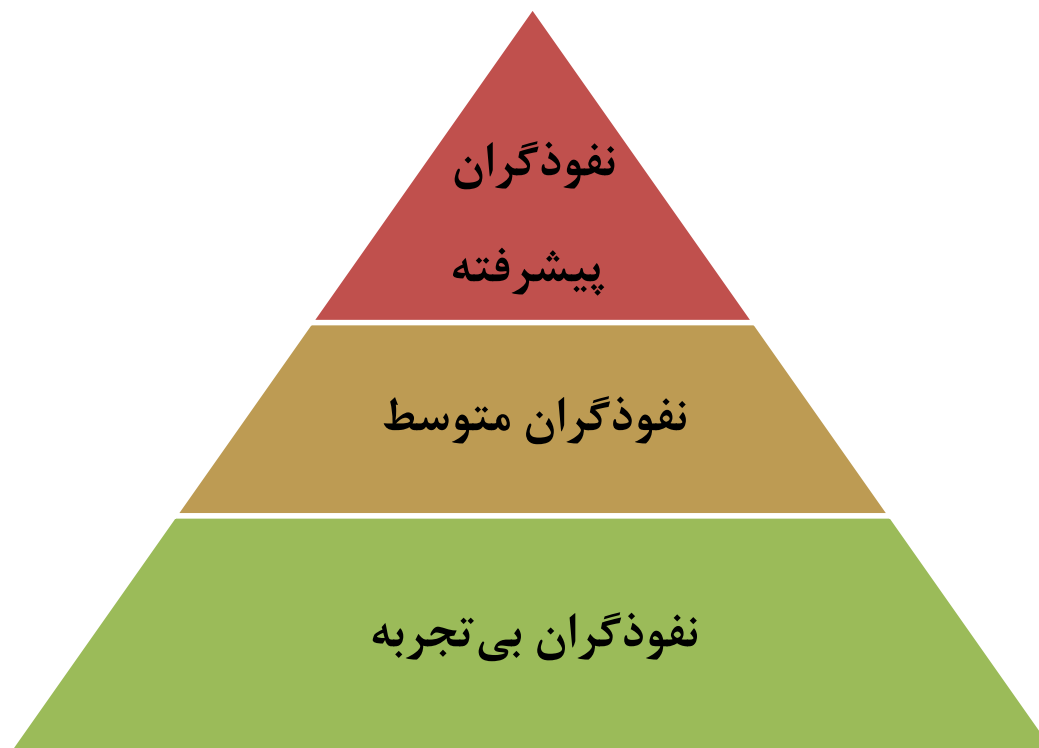 نفوذگران
پیشرفته
نفوذگران متوسط
نفوذگران بی‌تجربه